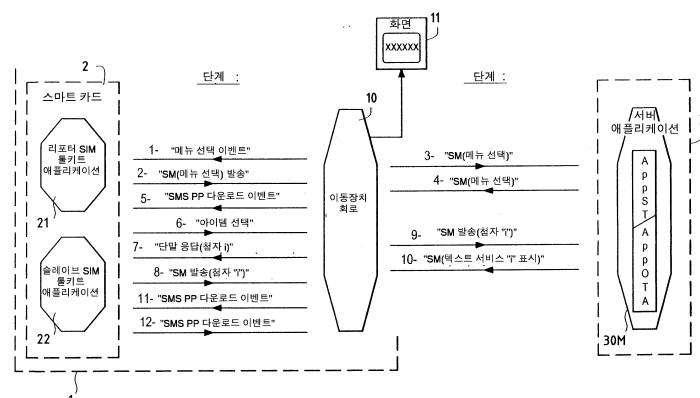 화면
11
XXXXXX
2
단계 :
단계 :
스마트 카드
10
서버
애플리케이션
리포터 SIM
툴키트
애플리케이션
21
1- "메뉴 선택 이벤트"
2- "SM(메뉴 선택) 발송"
5- "SMS PP 다운로드 이벤트"
6- "아이템 선택"
7- "단말 응답(첨자 i)"
8- "SM 발송(첨자 "i")"
11- "SMS PP 다운로드 이벤트"
12- "SMS PP 다운로드 이벤트"
이동장치
회로
3- "SM(메뉴 선택)"
4- "SM(메뉴 선택)"
9- "SM 발송(첨자 "i")"
10- "SM(텍스트 서비스 "i" 표시)"
AppST
AppOTA
슬레이브 SIM
툴키트
애플리케이션
22
30M